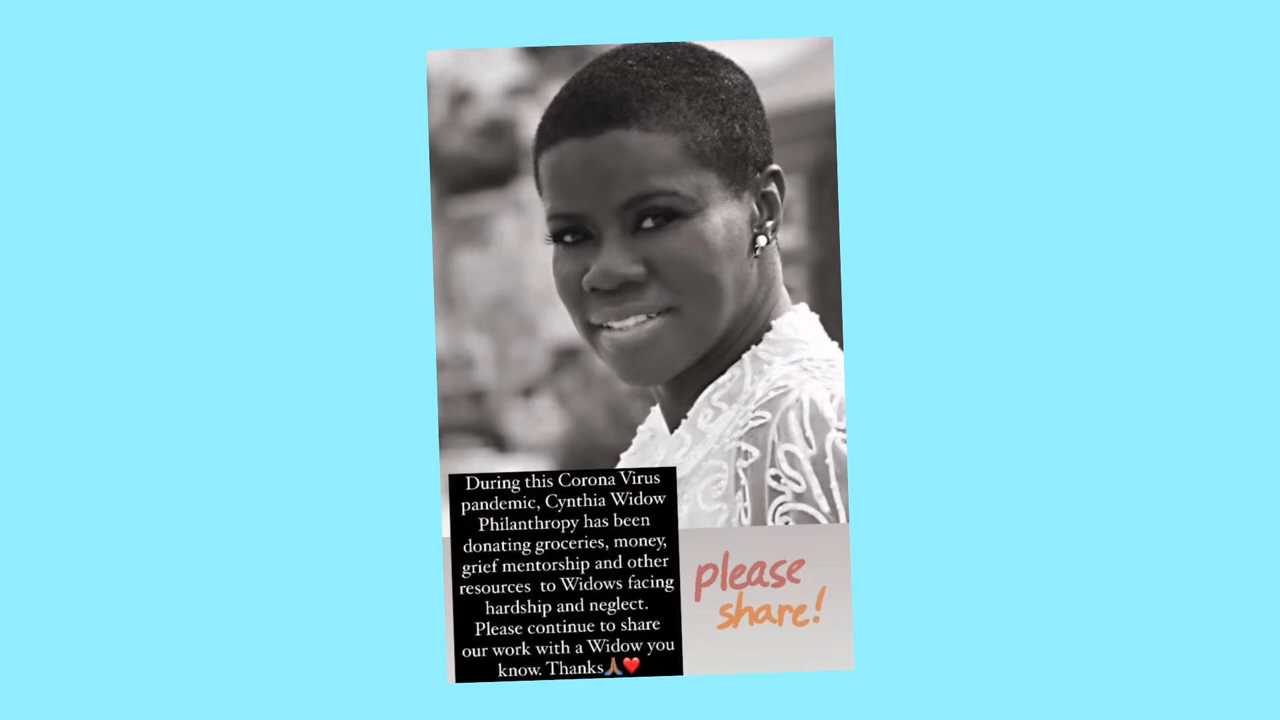 During this Corona Virus
pandemic, Cynthia Widow
Philanthropy has been
donating groceries, money,
grief mentorship and other
resources to Widows facing
hardship and neglect.
Please continue to share
our work with a Widow you
know. Thanks🙏🏾❤️
please
share!